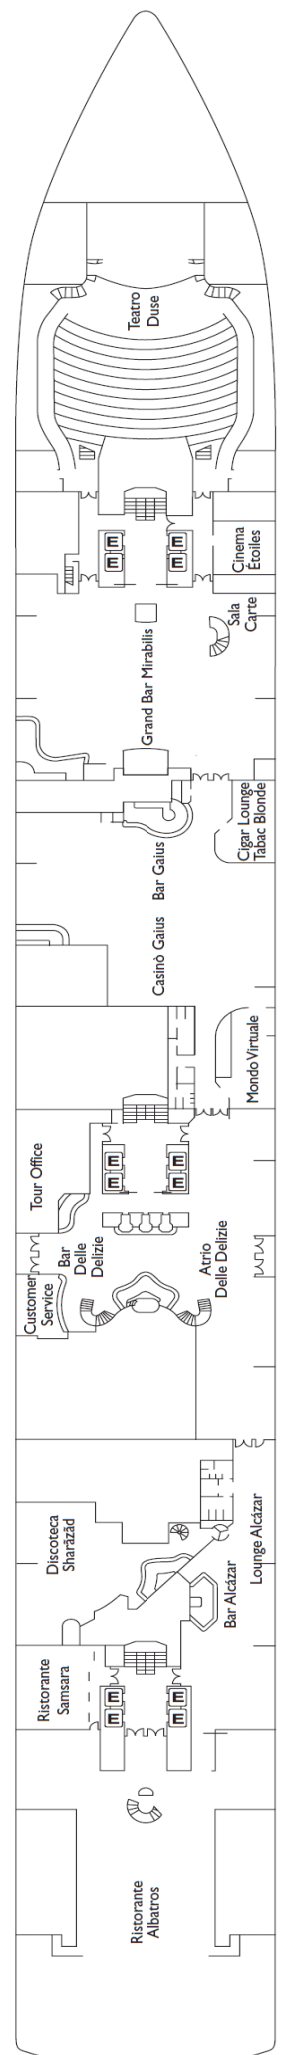 Teatro
Duse
E
E
E
E
Cinema
Étoiles
Sala
Carte
Grand Bar Mirabilis
Cigar Lounge
Tabac Blonde
Bar Gaius
Casinò Gaius
Mondo Virtuale
E
E
E
E
Tour Office
Bar
Delle
Delizie
Atrio
Delle Delizie
Customer
Service
Discoteca
Sharāzād
Lounge Alcázar
Bar Alcázar
Ristorante
Samsara
E
E
E
E
Ristorante
Albatros